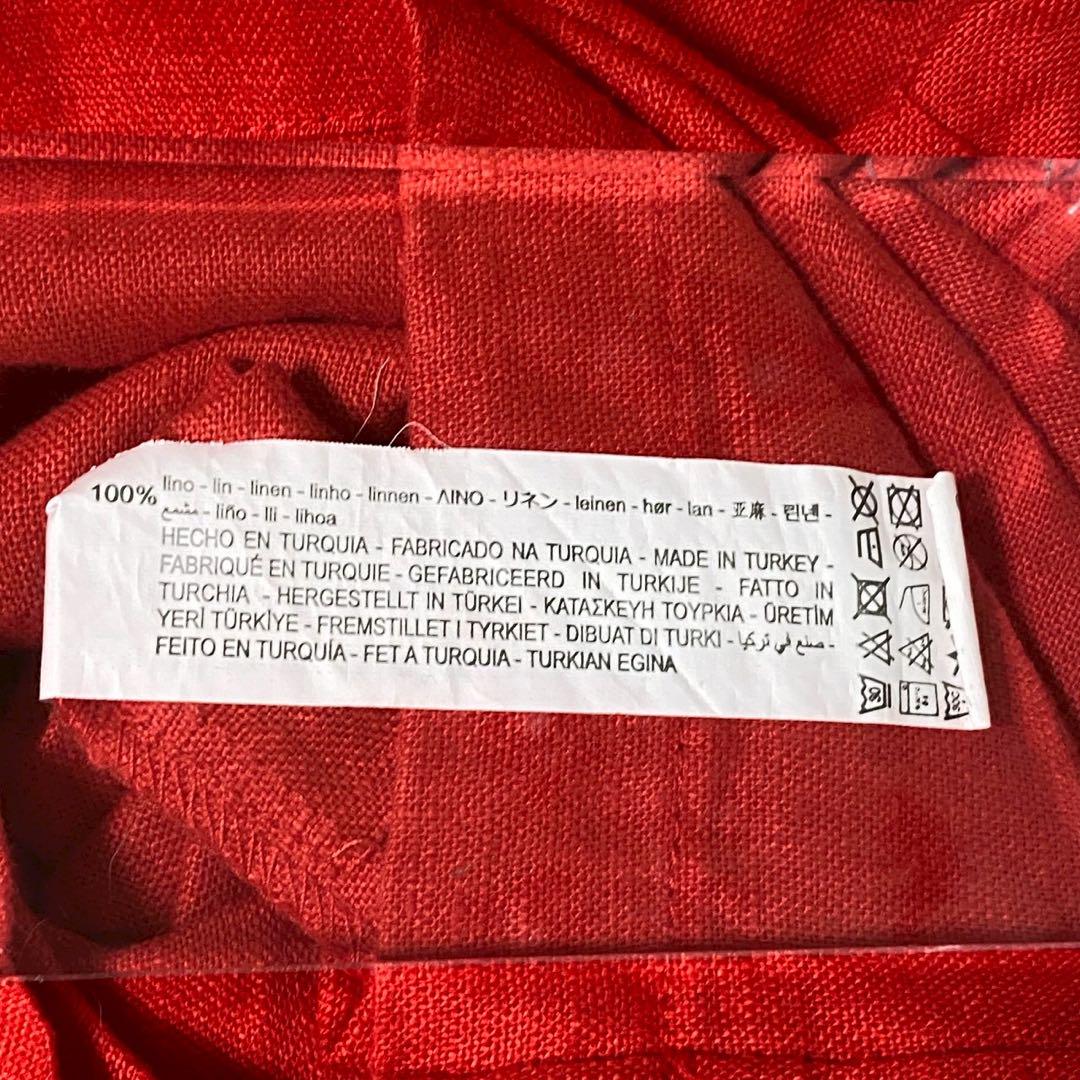 100% lino - lin - linen - linho - linnen - ΛΙΝΟ - リネン - leinen - hør - lan - 亚麻 - 린넨 -
مشمع - liño - lli - lihoa
HECHO EN TURQUIA - FABRICADO NA TURQUIA - MADE IN TURKEY -
FABRIQUÉ EN TURQUIE - GEFABRICEERD IN TURKIJE - FATTO IN
TURCHIA - HERGESTELLT IN TÜRKEI - ΚΑΤΑΣΚΕΥΗ ΤΟΥΡΚΙΑ - ÜRETİM
YERİ TÜRKİYE - FREMSTILLET I TYRKIET - DIBUAT DI TURKI - صنع في تركيا -
FEITO EN TURQUÍA - FET A TURQUIA - TURKIAN EGINA